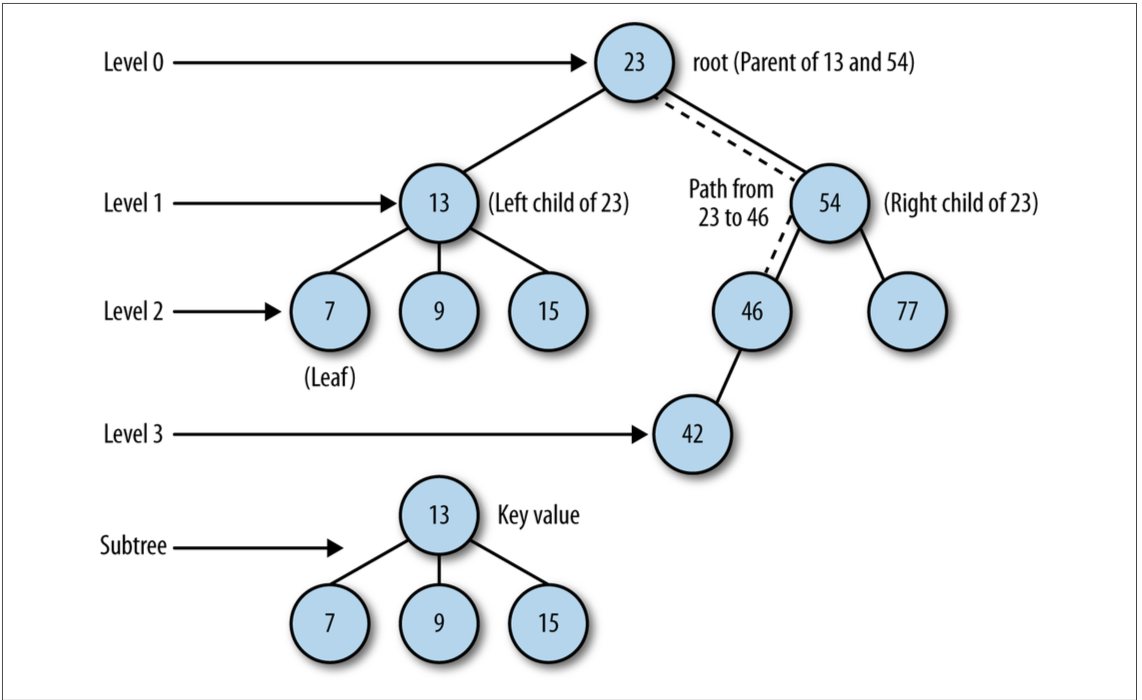 Level 0
23
root (Parent of 13 and 54)
Level 1
13
(Left child of 23)
Path from
23 to 46
54
(Right child of 23)
Level 2
7
9
15
46
77
(Leaf)
Level 3
42
13
Key value
Subtree
7
9
15